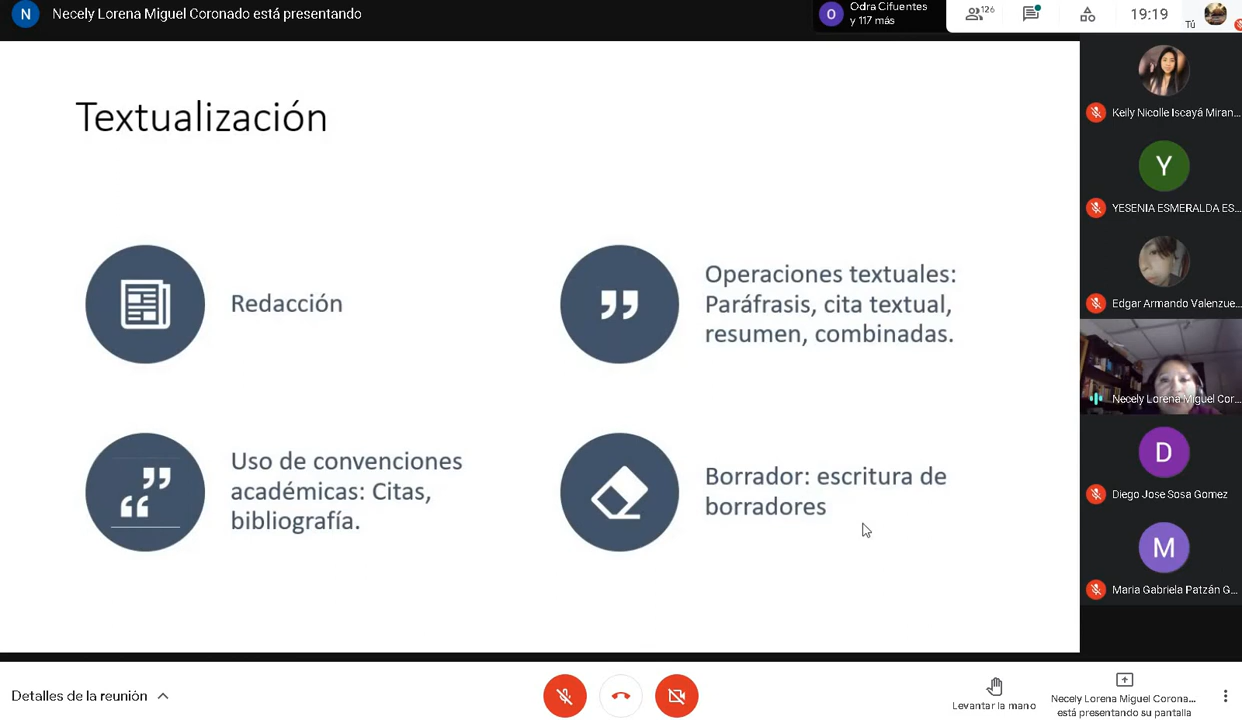 N
Necely Lorena Miguel Coronado está presentando
O
Odra Cifuentes
y 117 más
126
19:19
Tú
Textualización
Redacción
Operaciones textuales:
Paráfrasis, cita textual,
resumen, combinadas.
Uso de convenciones
académicas: Citas,
bibliografía.
Borrador: escritura de
borradores
Keily Nicolle Iscayá Miran...
Y
YESENIA ESMERALDA ES...
Edgar Armando Valenzue...
Necely Lorena Miguel Cor...
D
Diego Jose Sosa Gomez
M
Maria Gabriela Patzán G...
Detalles de la reunión
Levantar la mano
Necely Lorena Miguel Corona...
está presentando su pantalla